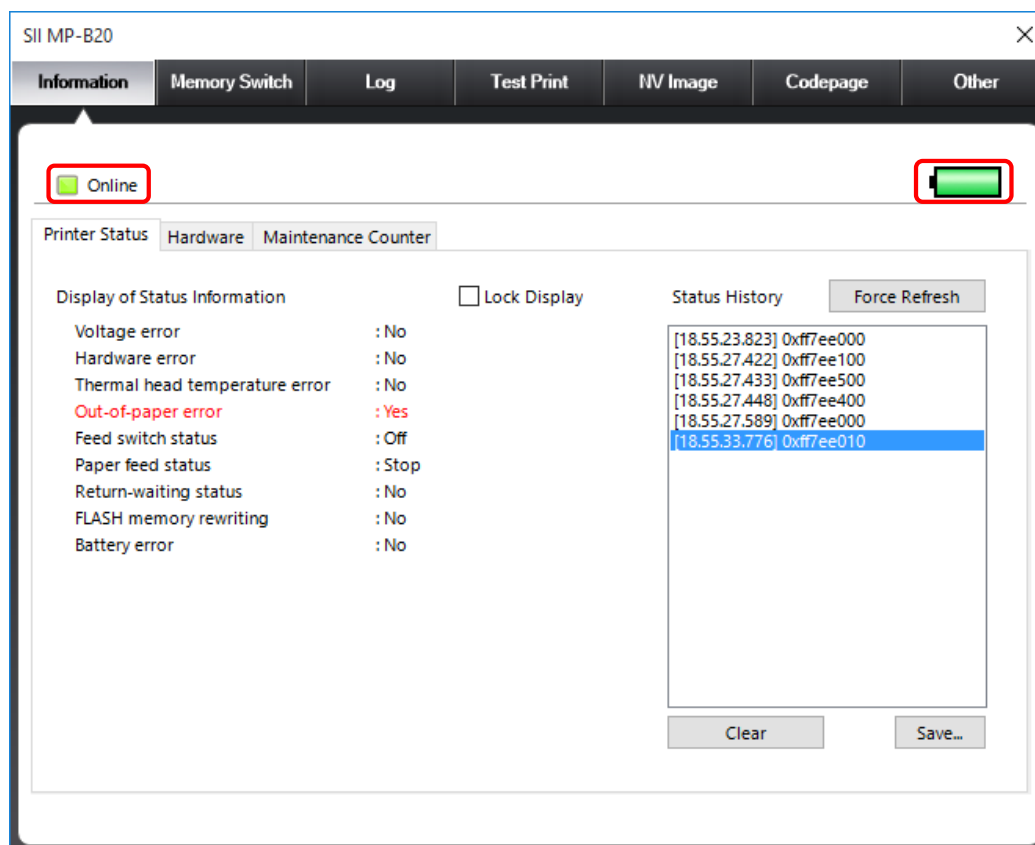 SII MP-B20
Information Memory Switch Log Test Print NV Image Codepage Other
Online
Printer Status Hardware Maintenance Counter
Display of Status Information Lock Display Status History Force Refresh
Voltage error : No
Hardware error : No
Thermal head temperature error : No
Out-of-paper error : Yes
Feed switch status : Off
Paper feed status : Stop
Return-waiting status : No
FLASH memory rewriting : No
Battery error : No
[18.55.23.823] 0xff7ee000
[18.55.27.422] 0xff7ee100
[18.55.27.433] 0xff7ee500
[18.55.27.448] 0xff7ee400
[18.55.27.589] 0xff7ee000
[18.55.33.776] 0xff7ee010
Clear Save...